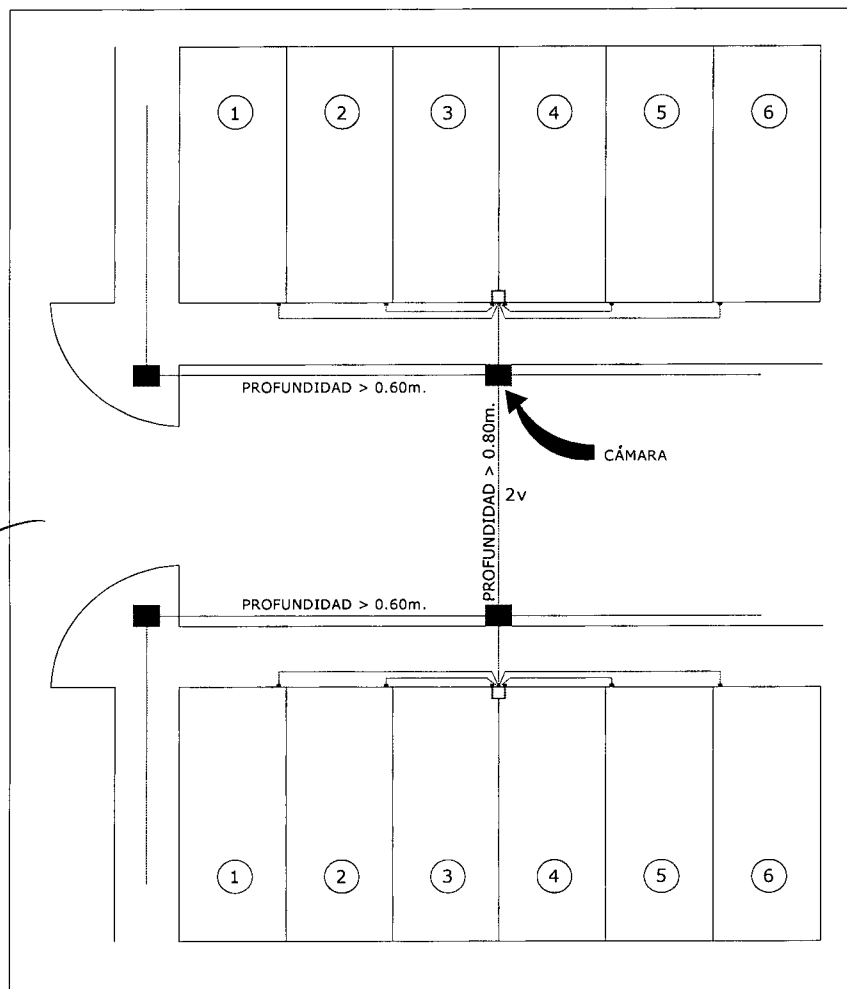 1 2 3 4 5 6
PROFUNDIDAD > 0.60m.
CÁMARA
PROFUNDIDAD > 0.80m.
2v
PROFUNDIDAD > 0.60m.
1 2 3 4 5 6